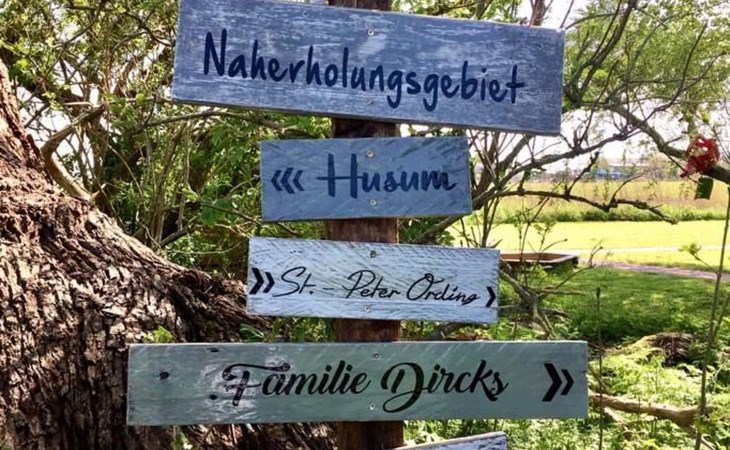 Naherholungsgebiet
<<< Husum
>> St. - Peter Ording >
Familie Dircks >>